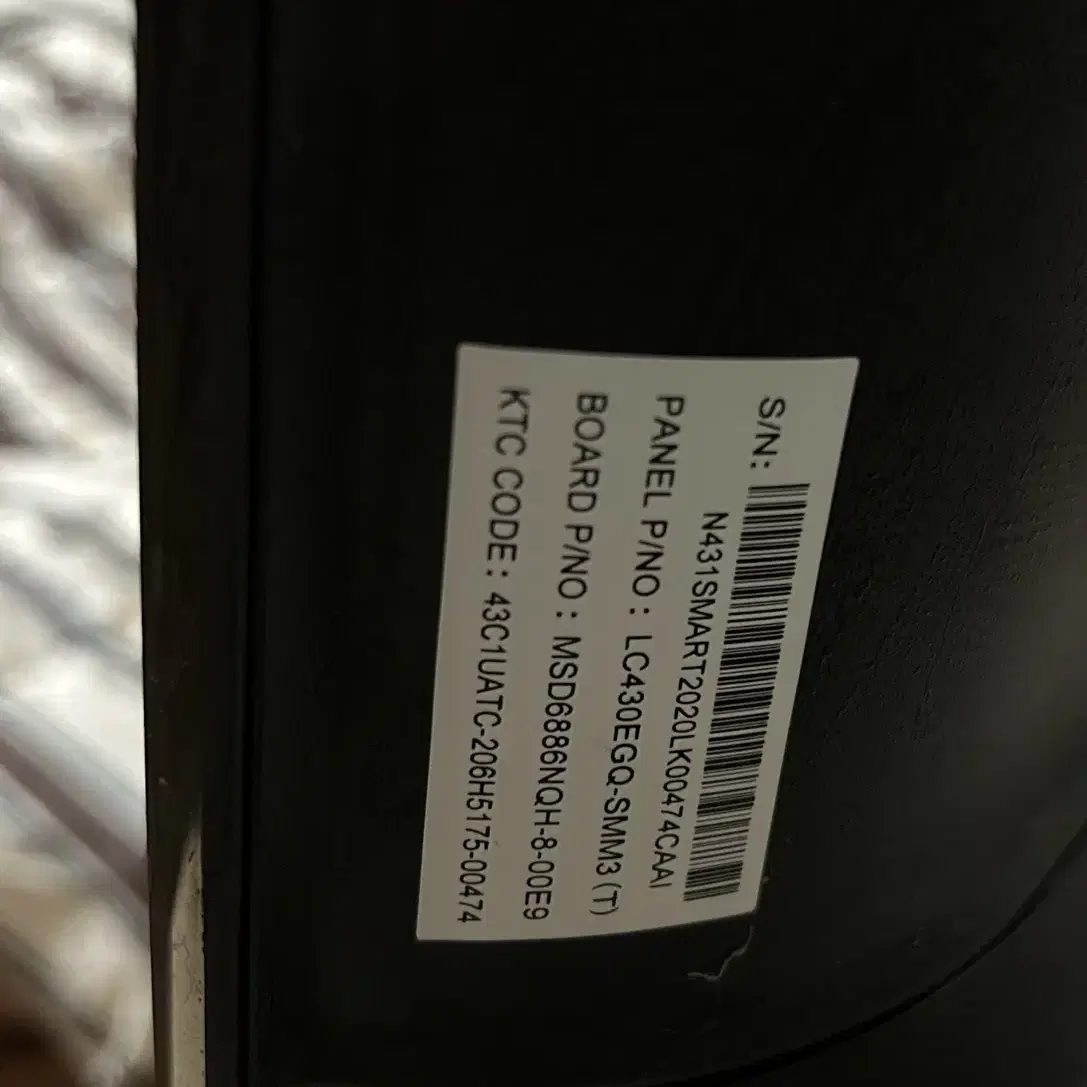 S/N:
N431SMART2020LK00474CAAI
PANEL P/NO : LC430EGQ-SMM3 (T)
BOARD P/NO : MSD6886NQH-8-00E9
KTC CODE : 43C1UATC-206H5175-00474